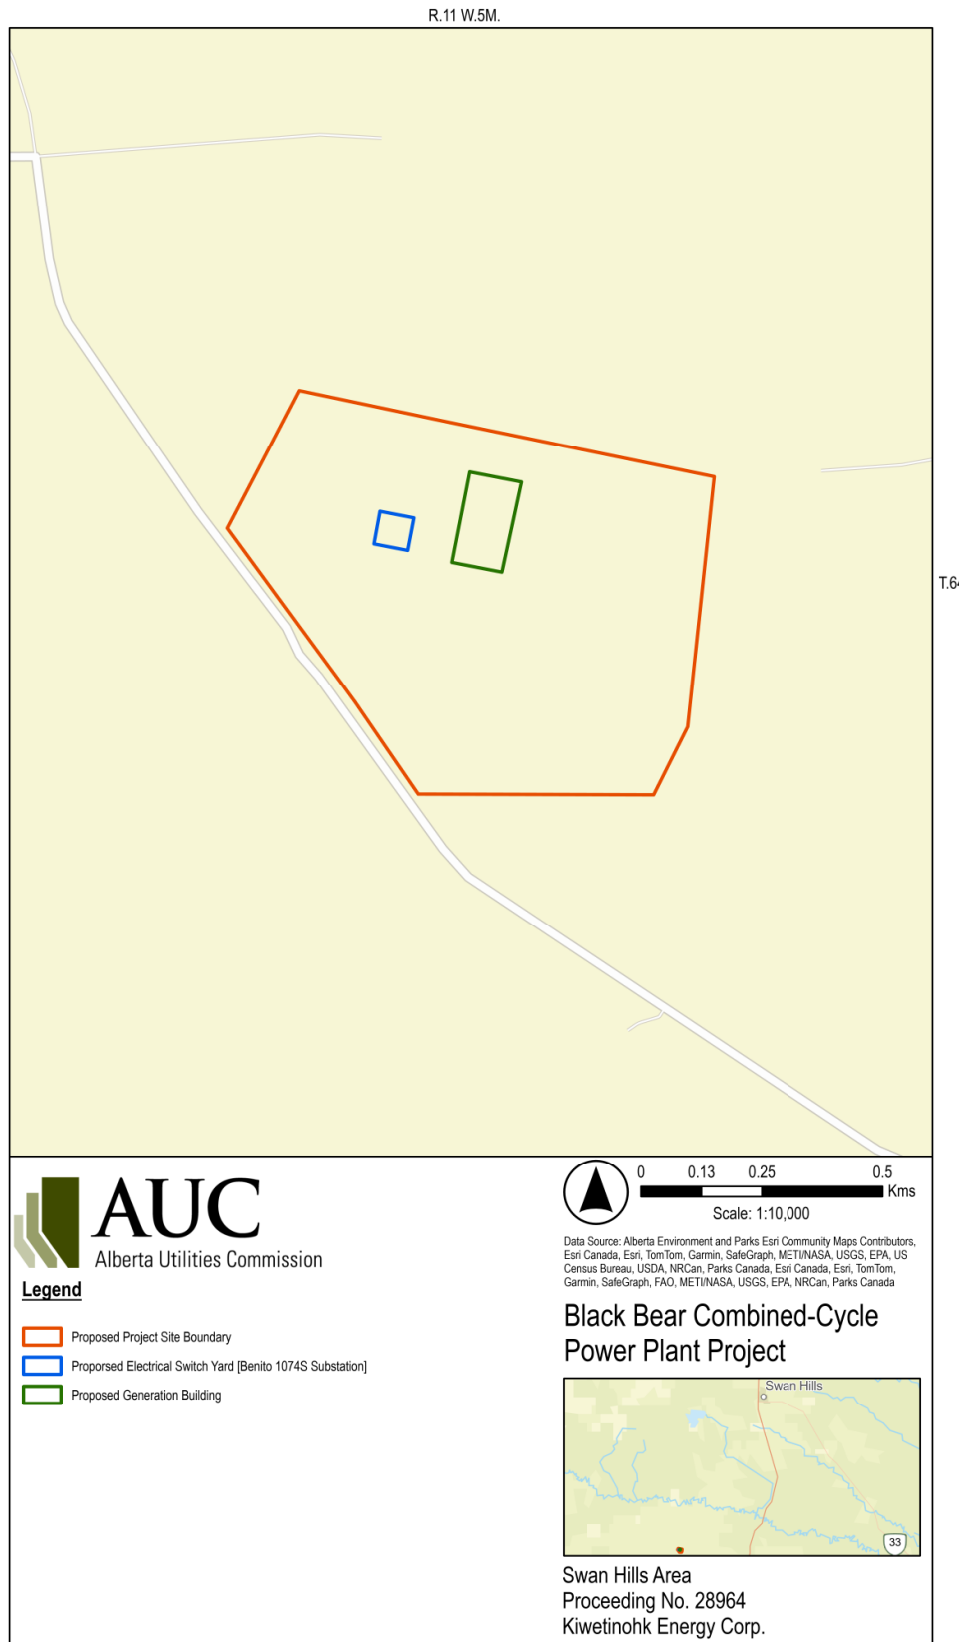 R.11 W.5M.
T.64
AUC
Alberta Utilities Commission
Legend
Proposed Project Site Boundary
Proporsed Electrical Switch Yard [Benito 1074S Substation]
Proposed Generation Building
0 0.13 0.25 0.5
Kms
Scale: 1:10,000
Data Source: Alberta Environment and Parks Esri Community Maps Contributors,
Esri Canada, Esri, TomTom, Garmin, SafeGraph, METI/NASA, USGS, EPA, US
Census Bureau, USDA, NRCan, Parks Canada, Esri Canada, Esri, TomTom,
Garmin, SafeGraph, FAO, METI/NASA, USGS, EPA, NRCan, Parks Canada
Black Bear Combined-Cycle
Power Plant Project
Swan Hills
33
Swan Hills Area
Proceeding No. 28964
Kiwetinohk Energy Corp.